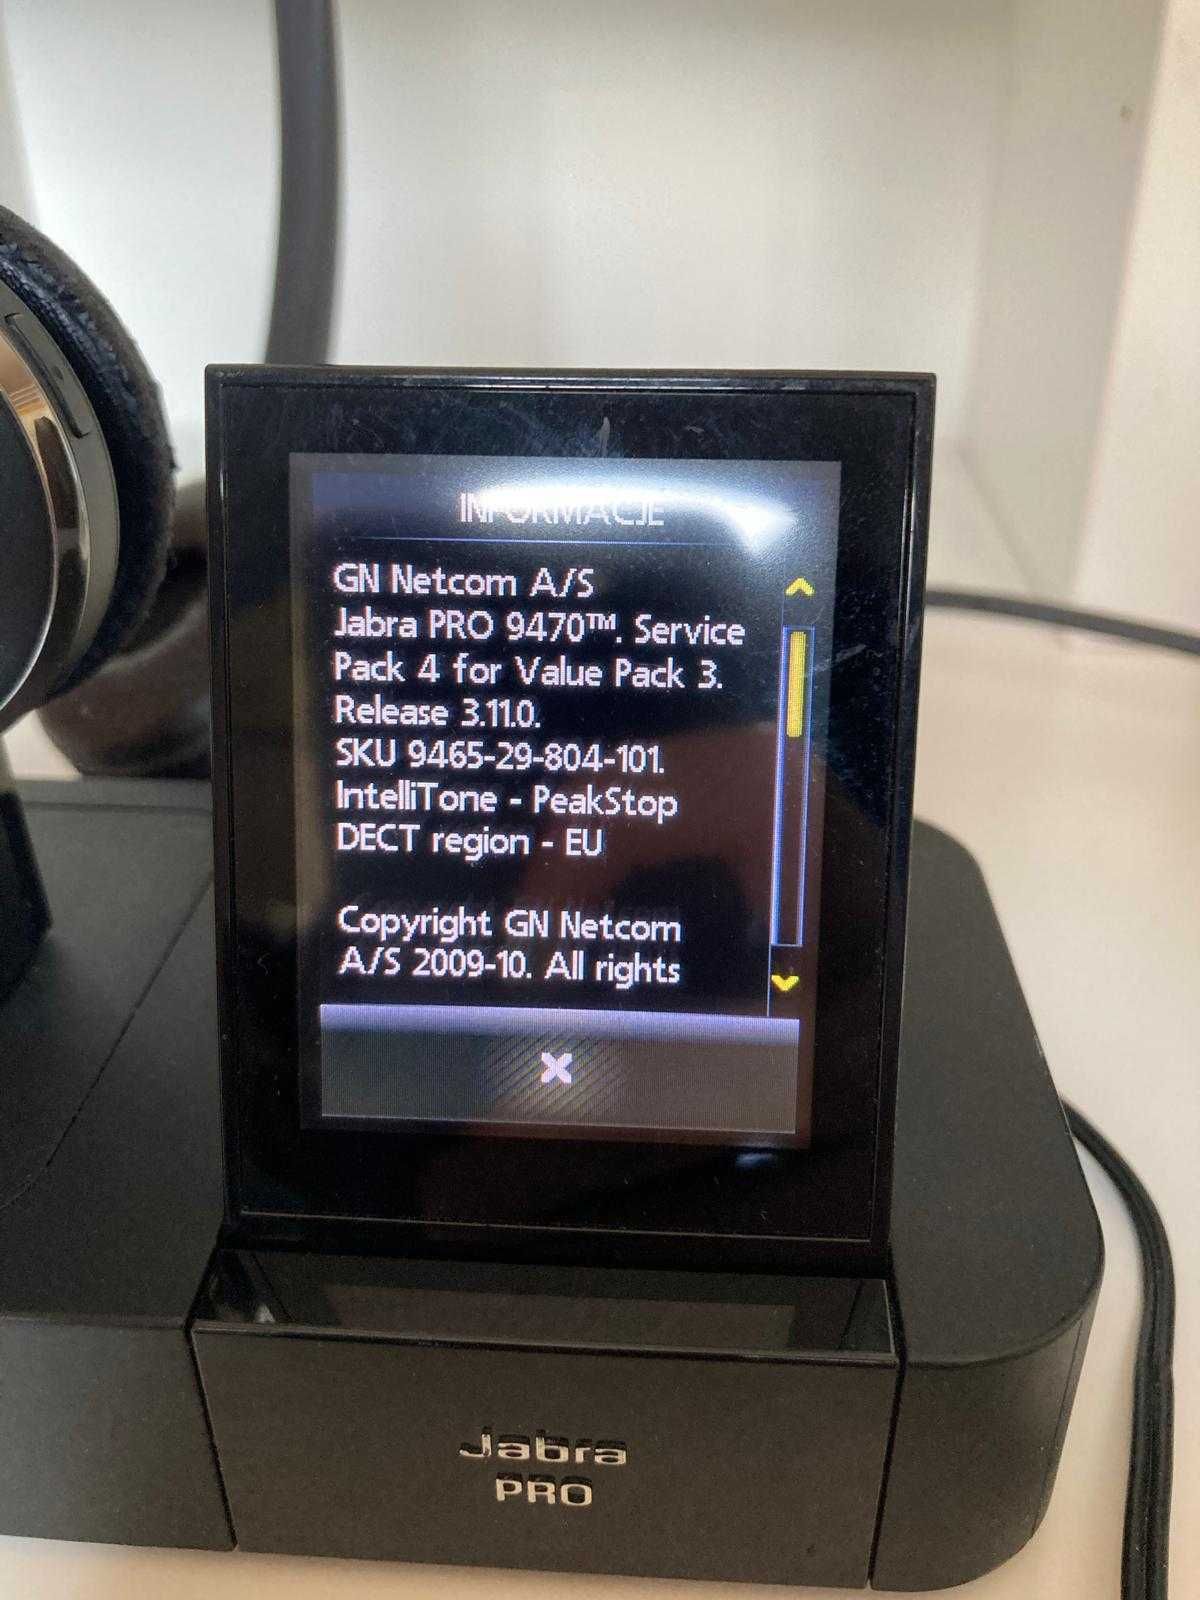 INFORMACJE
GN Netcom A/S
Jabra PRO 9470™. Service
Pack 4 for Value Pack 3.
Release 3.11.0.
SKU 9465-29-804-101.
IntelliTone - PeakStop
DECT region - EU
Copyright GN Netcom
A/S 2009-10. All rights
Jabra
PRO